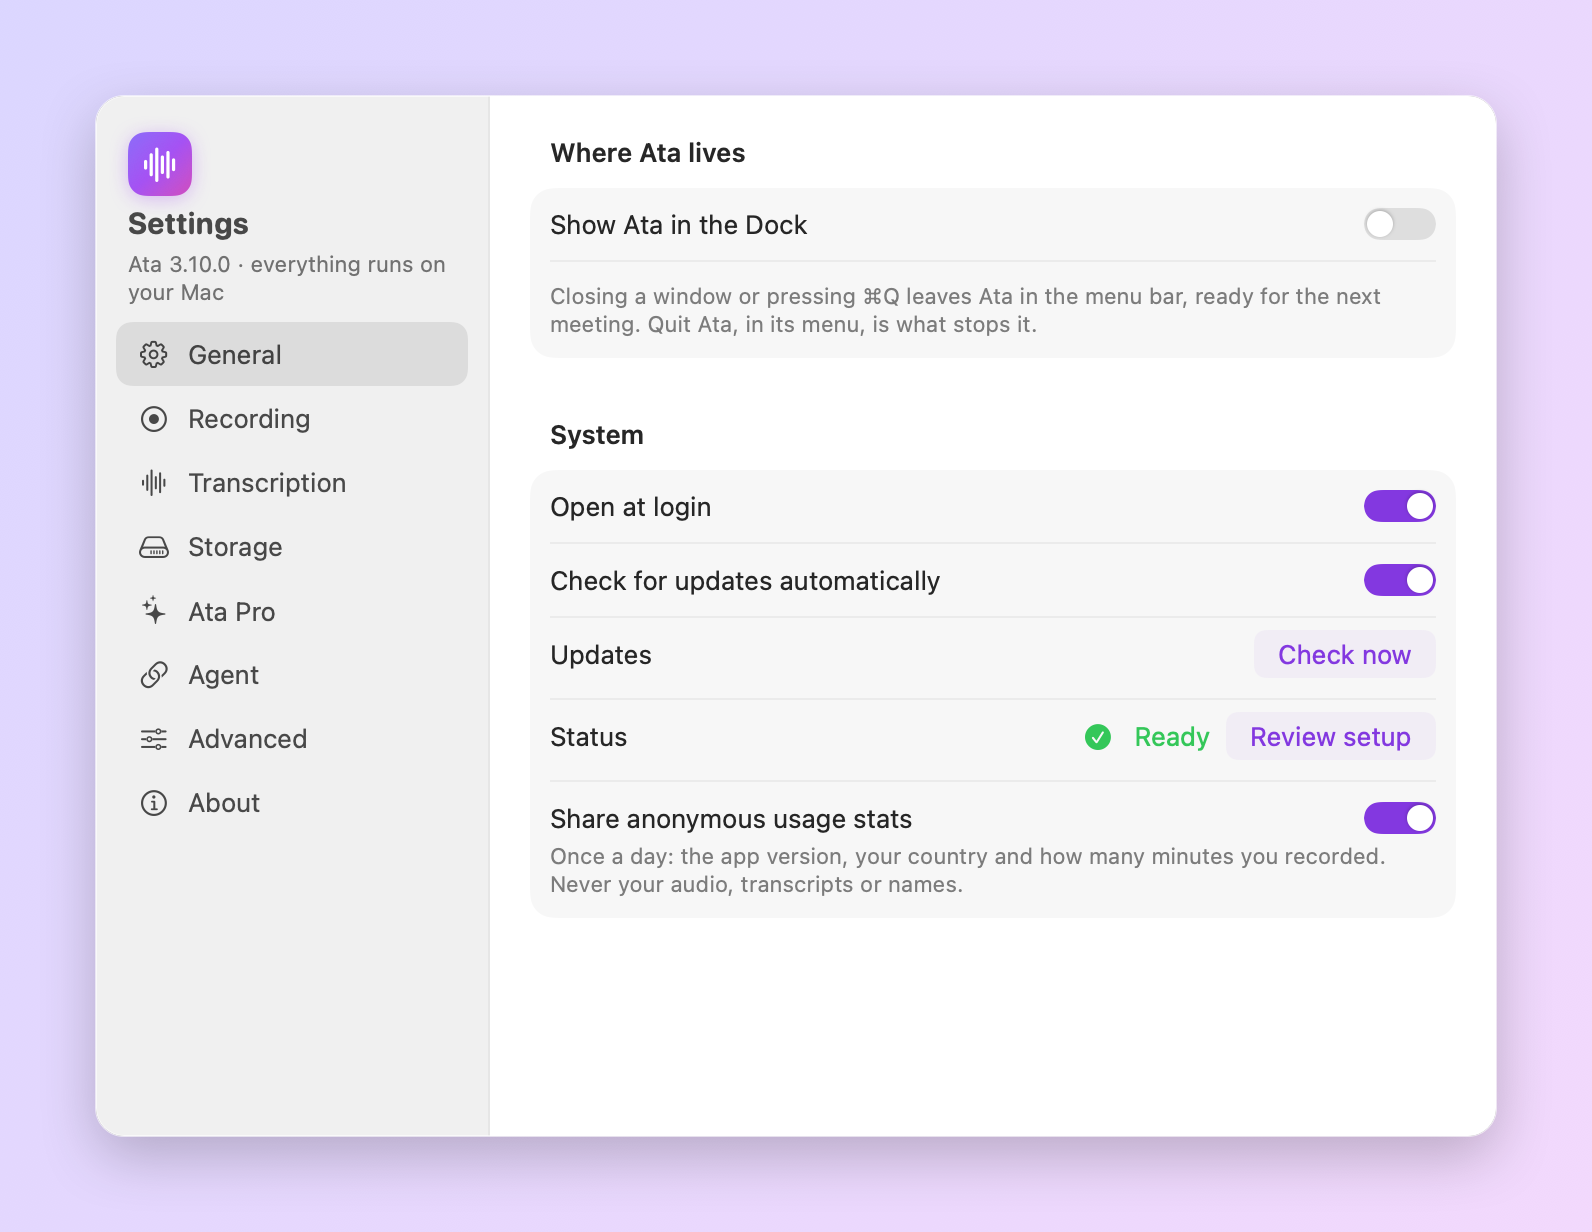 Settings
Ata 3.10.0 · everything runs on
your Mac
General
Recording
Transcription
Storage
Ata Pro
Agent
Advanced
About
Where Ata lives
Show Ata in the Dock
Closing a window or pressing ⌘Q leaves Ata in the menu bar, ready for the next
meeting. Quit Ata, in its menu, is what stops it.
System
Open at login
Check for updates automatically
Updates
Check now
Status
Ready
Review setup
Share anonymous usage stats
Once a day: the app version, your country and how many minutes you recorded.
Never your audio, transcripts or names.